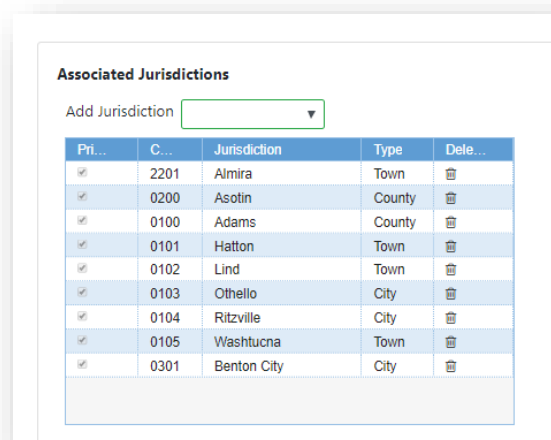 Associated Jurisdictions
Add Jurisdiction
Pri... C... Jurisdiction Type Dele...
2201 Almira Town
0200 Asotin County
0100 Adams County
0101 Hatton Town
0102 Lind Town
0103 Othello City
0104 Ritzville City
0105 Washtucna Town
0301 Benton City City